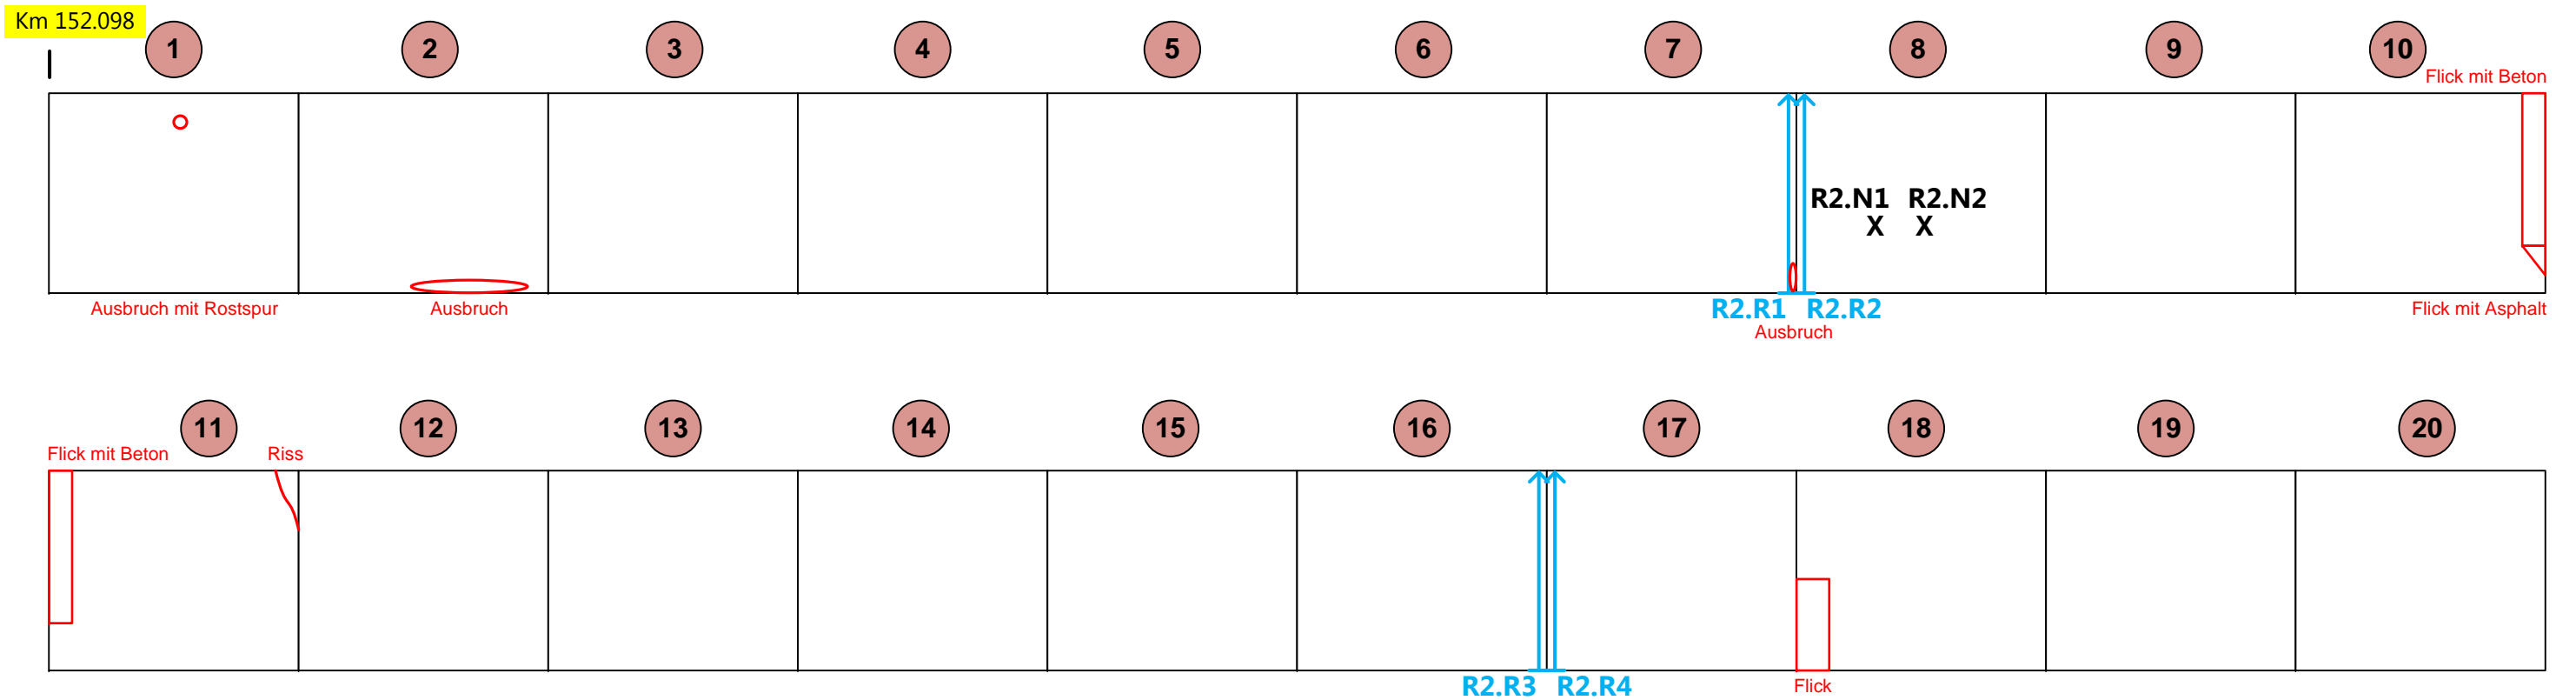 Km 152.098
1 2 3 4 5 6 7 8 9 10
Flick mit Beton
R2.N1 R2.N2
X X
Ausbruch mit Rostspur Ausbruch R2.R1 R2.R2 Flick mit Asphalt
Ausbruch
11 12 13 14 15 16 17 18 19 20
Flick mit Beton Riss
R2.R3 R2.R4 Flick